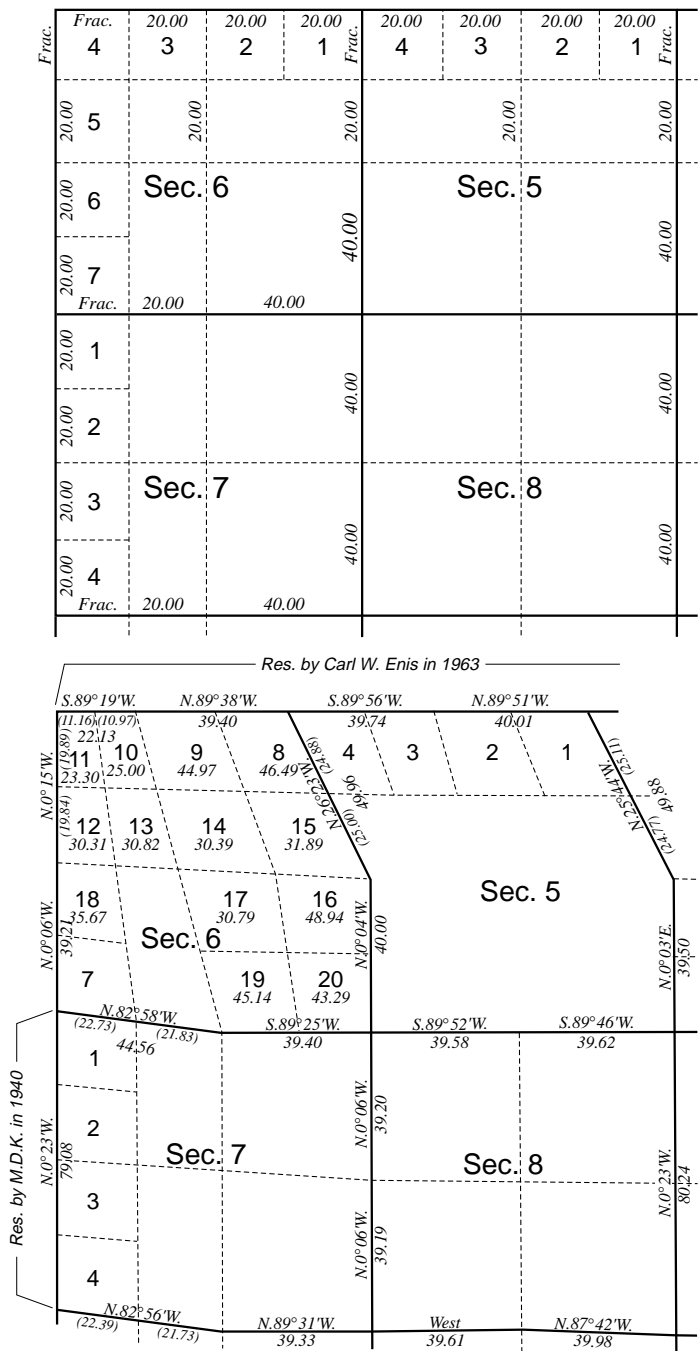 Frac. 20.00 20.00 20.00 20.00 20.00 20.00 20.00
Frac. 4 3 2 1 Frac. 4 3 2 1 Frac.
20.00 5 20.00 20.00 20.00 20.00
20.00 6 Sec. 6 Sec. 5
40.00 40.00
20.00 7
Frac. 20.00 40.00
20.00 1
40.00 40.00
20.00 2
Sec. 7 Sec. 8
20.00 3
40.00 40.00
20.00 4
Frac. 20.00 40.00
Res. by Carl W. Enis in 1963
S.89°19'W. N.89°38'W. S.89°56'W. N.89°51'W.
(11.16) (10.97) 39.40 39.74 40.01
22.13
N.0°15'W. (19.89) 11 10 9 8 (24.88) 4 3 2 1 (25.11)
23.30 25.00 44.97 46.49 N.26°23'W. 49.96 N.25°44'W. 49.88
(19.84) (25.00) (24.77)
12 13 14 15
30.31 30.82 30.39 31.89
18 17 16 Sec. 5
35.67 30.79 48.94
N.0°06'W. 39.21 Sec. 6 N.0°04'W. 40.00 N.0°03'E. 39.50
7 19 20
45.14 43.29
N.82°58'W. S.89°25'W. S.89°52'W. S.89°46'W.
(22.73) (21.83) 39.40 39.58 39.62
44.56
1
N.0°06'W. 39.20
2
Res. by M.D.K. in 1940
N.0°23'W. 79.08 Sec. 7 Sec. 8 N.0°23'W. 80.24
3
N.0°06'W. 39.19
4
N.82°56'W. N.89°31'W. West N.87°42'W.
(22.39) (21.73) 39.33 39.61 39.98